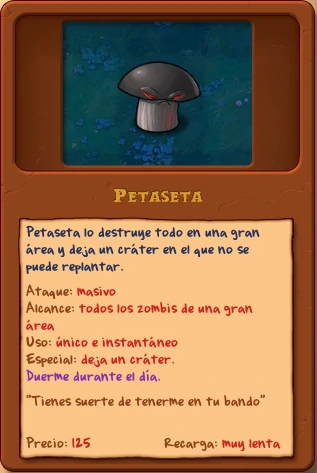 Petaseta
Petaseta lo destruye todo en una gran
área y deja un cráter en el que no se
puede replantar.
Ataque: masivo
Alcance: todos los zombis de una gran
área
Uso: único e instantáneo
Especial: deja un cráter.
Duerme durante el día.
"Tienes suerte de tenerme en tu bando"
Precio: 125 Recarga: muy lenta